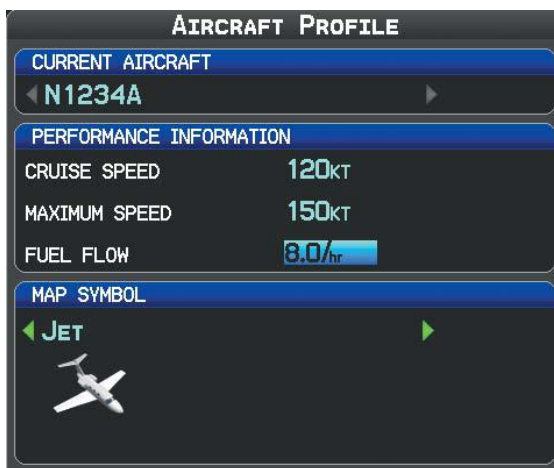 AIRCRAFT PROFILE
CURRENT AIRCRAFT
N1234A
PERFORMANCE INFORMATION
CRUISE SPEED 120KT
MAXIMUM SPEED 150KT
FUEL FLOW 8.0/hr
MAP SYMBOL
JET